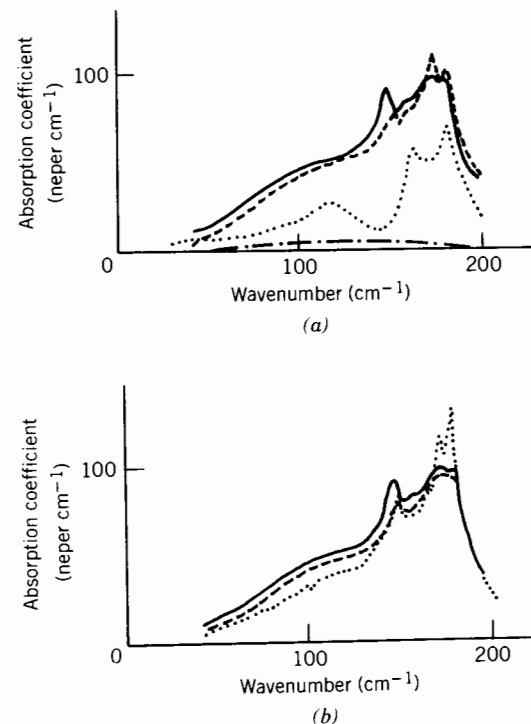 100
Absorption coefficient
(neper cm⁻¹)
0
100
200
Wavenumber (cm⁻¹)
(a)
100
Absorption coefficient
(neper cm⁻¹)
0
100
200
Wavenumber (cm⁻¹)
(b)